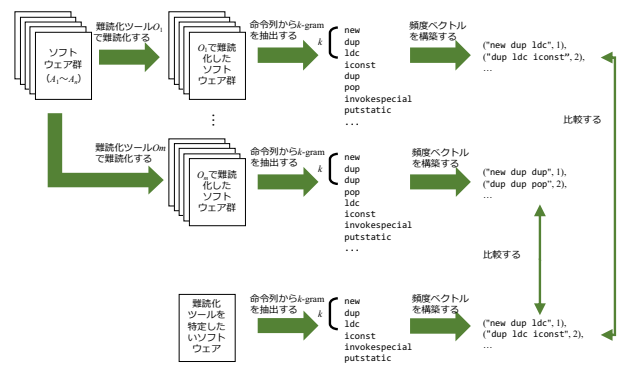 ソフト
ウェア群
(A1～An)
難読化ツールO1
で難読化する
O1で難読
化した
ソフト
ウェア群
命令列からk-gram
を抽出する
k
new
dup
ldc
iconst
dup
pop
invokespecial
putstatic
...
頻度ベクトル
を構築する
("new dup ldc", 1),
("dup ldc iconst", 2),
…
比較する
⋮
難読化ツールOm
で難読化する
Omで難読
化した
ソフト
ウェア群
命令列からk-gram
を抽出する
k
new
dup
dup
pop
ldc
iconst
invokespecial
putstatic
...
頻度ベクトル
を構築する
("new dup dup", 1),
("dup dup pop", 2),
…
比較する
難読化
ツールを
特定した
いソフト
ウェア
命令列からk-gram
を抽出する
k
new
dup
ldc
iconst
invokespecial
putstatic
頻度ベクトル
を構築する
("new dup ldc", 1),
("dup ldc iconst", 2),
…